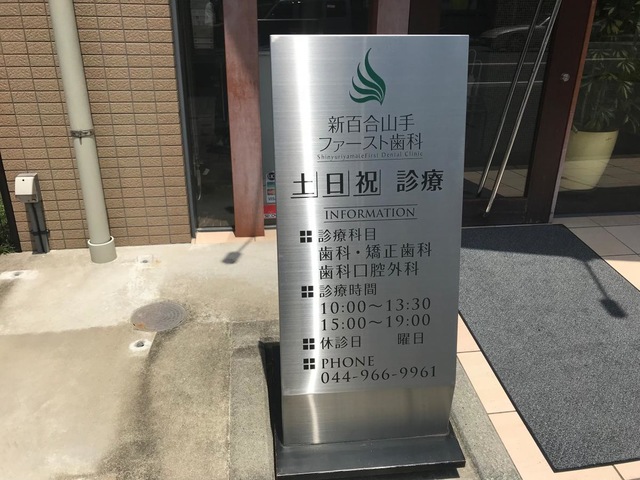 新百合山手
ファースト歯科
Shinyuriyamate First Dental Clinic
土日祝 診療
INFORMATION
診療科目
歯科・矯正歯科
歯科口腔外科
診療時間
10:00〜13:30
15:00〜19:00
休診日 曜日
PHONE
044-966-9961